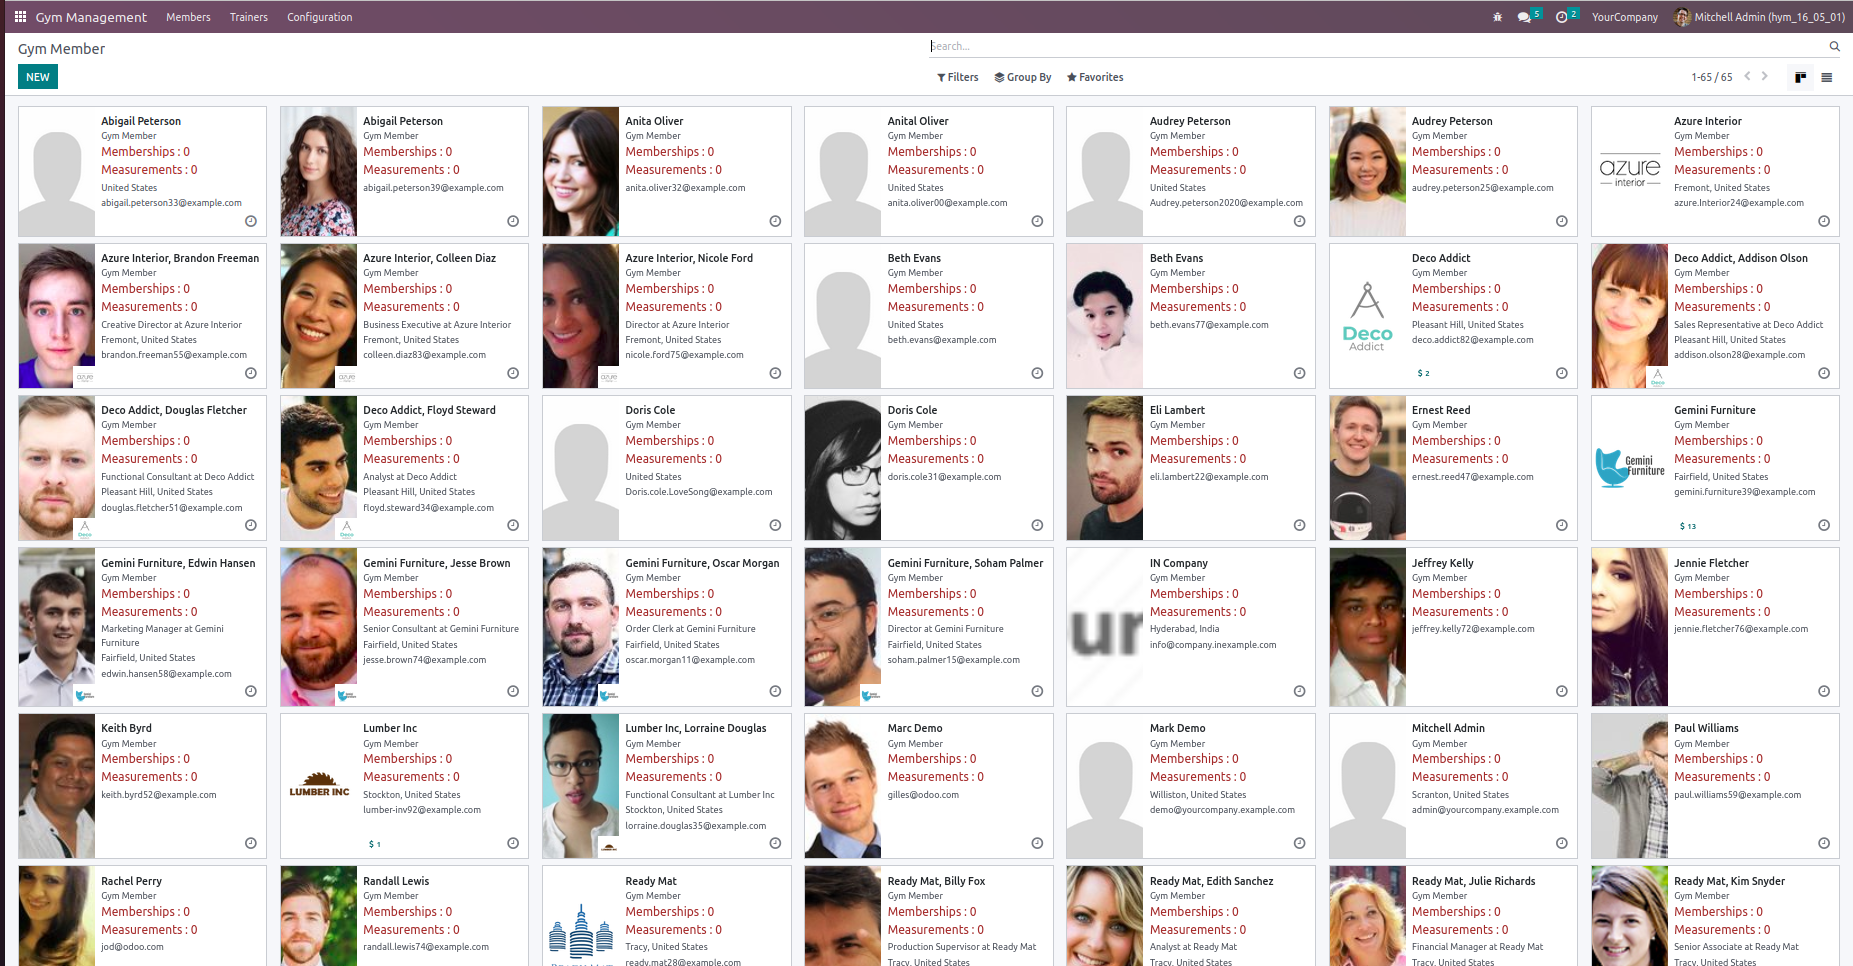 Gym Management Members Trainers Configuration 5 2 YourCompany Mitchell Admin (hym_16_05_01)
Gym Member
Search...
NEW
Filters Group By Favorites 1-65 / 65
Abigail Peterson
Gym Member
Memberships : 0
Measurements : 0
United States
abigail.peterson33@example.com
Abigail Peterson
Gym Member
Memberships : 0
Measurements : 0
abigail.peterson39@example.com
Anita Oliver
Gym Member
Memberships : 0
Measurements : 0
anita.oliver32@example.com
Anital Oliver
Gym Member
Memberships : 0
Measurements : 0
United States
anita.oliver00@example.com
Audrey Peterson
Gym Member
Memberships : 0
Measurements : 0
United States
Audrey.peterson2020@example.com
Audrey Peterson
Gym Member
Memberships : 0
Measurements : 0
audrey.peterson25@example.com
azure
interior
Azure Interior
Gym Member
Memberships : 0
Measurements : 0
Fremont, United States
azure.Interior24@example.com
Azure Interior, Brandon Freeman
Gym Member
Memberships : 0
Measurements : 0
Creative Director at Azure Interior
Fremont, United States
brandon.freeman55@example.com
azure
Azure Interior, Colleen Diaz
Gym Member
Memberships : 0
Measurements : 0
Business Executive at Azure Interior
Fremont, United States
colleen.diaz83@example.com
azure
Azure Interior, Nicole Ford
Gym Member
Memberships : 0
Measurements : 0
Director at Azure Interior
Fremont, United States
nicole.ford75@example.com
azure
Beth Evans
Gym Member
Memberships : 0
Measurements : 0
United States
beth.evans@example.com
Beth Evans
Gym Member
Memberships : 0
Measurements : 0
beth.evans77@example.com
Deco
Addict
Deco Addict
Gym Member
Memberships : 0
Measurements : 0
Pleasant Hill, United States
deco.addict82@example.com
$ 2
Deco Addict, Addison Olson
Gym Member
Memberships : 0
Measurements : 0
Sales Representative at Deco Addict
Pleasant Hill, United States
addison.olson28@example.com
Deco
Deco Addict, Douglas Fletcher
Gym Member
Memberships : 0
Measurements : 0
Functional Consultant at Deco Addict
Pleasant Hill, United States
douglas.fletcher51@example.com
Deco
Deco Addict, Floyd Steward
Gym Member
Memberships : 0
Measurements : 0
Analyst at Deco Addict
Pleasant Hill, United States
floyd.steward34@example.com
Deco
Doris Cole
Gym Member
Memberships : 0
Measurements : 0
United States
Doris.cole.LoveSong@example.com
Doris Cole
Gym Member
Memberships : 0
Measurements : 0
doris.cole31@example.com
Eli Lambert
Gym Member
Memberships : 0
Measurements : 0
eli.lambert22@example.com
Ernest Reed
Gym Member
Memberships : 0
Measurements : 0
ernest.reed47@example.com
Gemini
Furniture
Gemini Furniture
Gym Member
Memberships : 0
Measurements : 0
Fairfield, United States
gemini.furniture39@example.com
$ 13
Gemini Furniture, Edwin Hansen
Gym Member
Memberships : 0
Measurements : 0
Marketing Manager at Gemini
Furniture
Fairfield, United States
edwin.hansen58@example.com
Gemini Furniture, Jesse Brown
Gym Member
Memberships : 0
Measurements : 0
Senior Consultant at Gemini Furniture
Fairfield, United States
jesse.brown74@example.com
Gemini Furniture, Oscar Morgan
Gym Member
Memberships : 0
Measurements : 0
Order Clerk at Gemini Furniture
Fairfield, United States
oscar.morgan11@example.com
Gemini Furniture, Soham Palmer
Gym Member
Memberships : 0
Measurements : 0
Director at Gemini Furniture
Fairfield, United States
soham.palmer15@example.com
ur
IN Company
Gym Member
Memberships : 0
Measurements : 0
Hyderabad, India
info@company.inexample.com
Jeffrey Kelly
Gym Member
Memberships : 0
Measurements : 0
jeffrey.kelly72@example.com
Jennie Fletcher
Gym Member
Memberships : 0
Measurements : 0
jennie.fletcher76@example.com
Keith Byrd
Gym Member
Memberships : 0
Measurements : 0
keith.byrd52@example.com
LUMBER INC
Lumber Inc
Gym Member
Memberships : 0
Measurements : 0
Stockton, United States
lumber-inv92@example.com
$ 1
Lumber Inc, Lorraine Douglas
Gym Member
Memberships : 0
Measurements : 0
Functional Consultant at Lumber Inc
Stockton, United States
lorraine.douglas35@example.com
Marc Demo
Gym Member
Memberships : 0
Measurements : 0
gilles@odoo.com
Mark Demo
Gym Member
Memberships : 0
Measurements : 0
Williston, United States
demo@yourcompany.example.com
Mitchell Admin
Gym Member
Memberships : 0
Measurements : 0
Scranton, United States
admin@yourcompany.example.com
Paul Williams
Gym Member
Memberships : 0
Measurements : 0
paul.williams59@example.com
Rachel Perry
Gym Member
Memberships : 0
Measurements : 0
jod@odoo.com
Randall Lewis
Gym Member
Memberships : 0
Measurements : 0
randall.lewis74@example.com
Ready Mat
Gym Member
Memberships : 0
Measurements : 0
Tracy, United States
ready.mat28@example.com
Ready Mat, Billy Fox
Gym Member
Memberships : 0
Measurements : 0
Production Supervisor at Ready Mat
Tracy, United States
Ready Mat, Edith Sanchez
Gym Member
Memberships : 0
Measurements : 0
Analyst at Ready Mat
Tracy, United States
Ready Mat, Julie Richards
Gym Member
Memberships : 0
Measurements : 0
Financial Manager at Ready Mat
Tracy, United States
Ready Mat, Kim Snyder
Gym Member
Memberships : 0
Measurements : 0
Senior Associate at Ready Mat
Tracy, United States